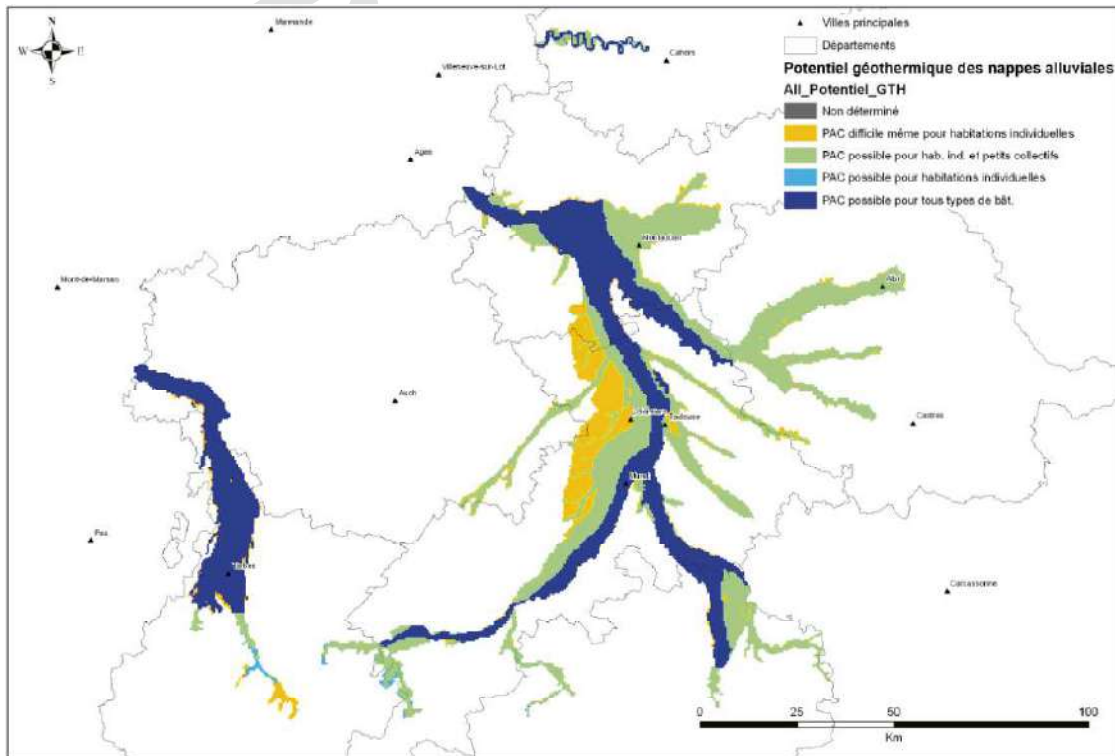 N
W E
S
Marmande
Villeneuve-sur-Lot
Cahors
Agen
Montauban
Mont-de-Marsan
Albi
Auch
Colomiers
Toulouse
Castres
Muret
Pau
Tarbes
Carcassonne
Villes principales
Départements
Potentiel géothermique des nappes alluviales
All_Potentiel_GTH
Non déterminé
PAC difficile même pour habitations individuelles
PAC possible pour hab. ind. et petits collectifs
PAC possible pour habitations individuelles
PAC possible pour tous types de bât.
0 25 50 100
Km